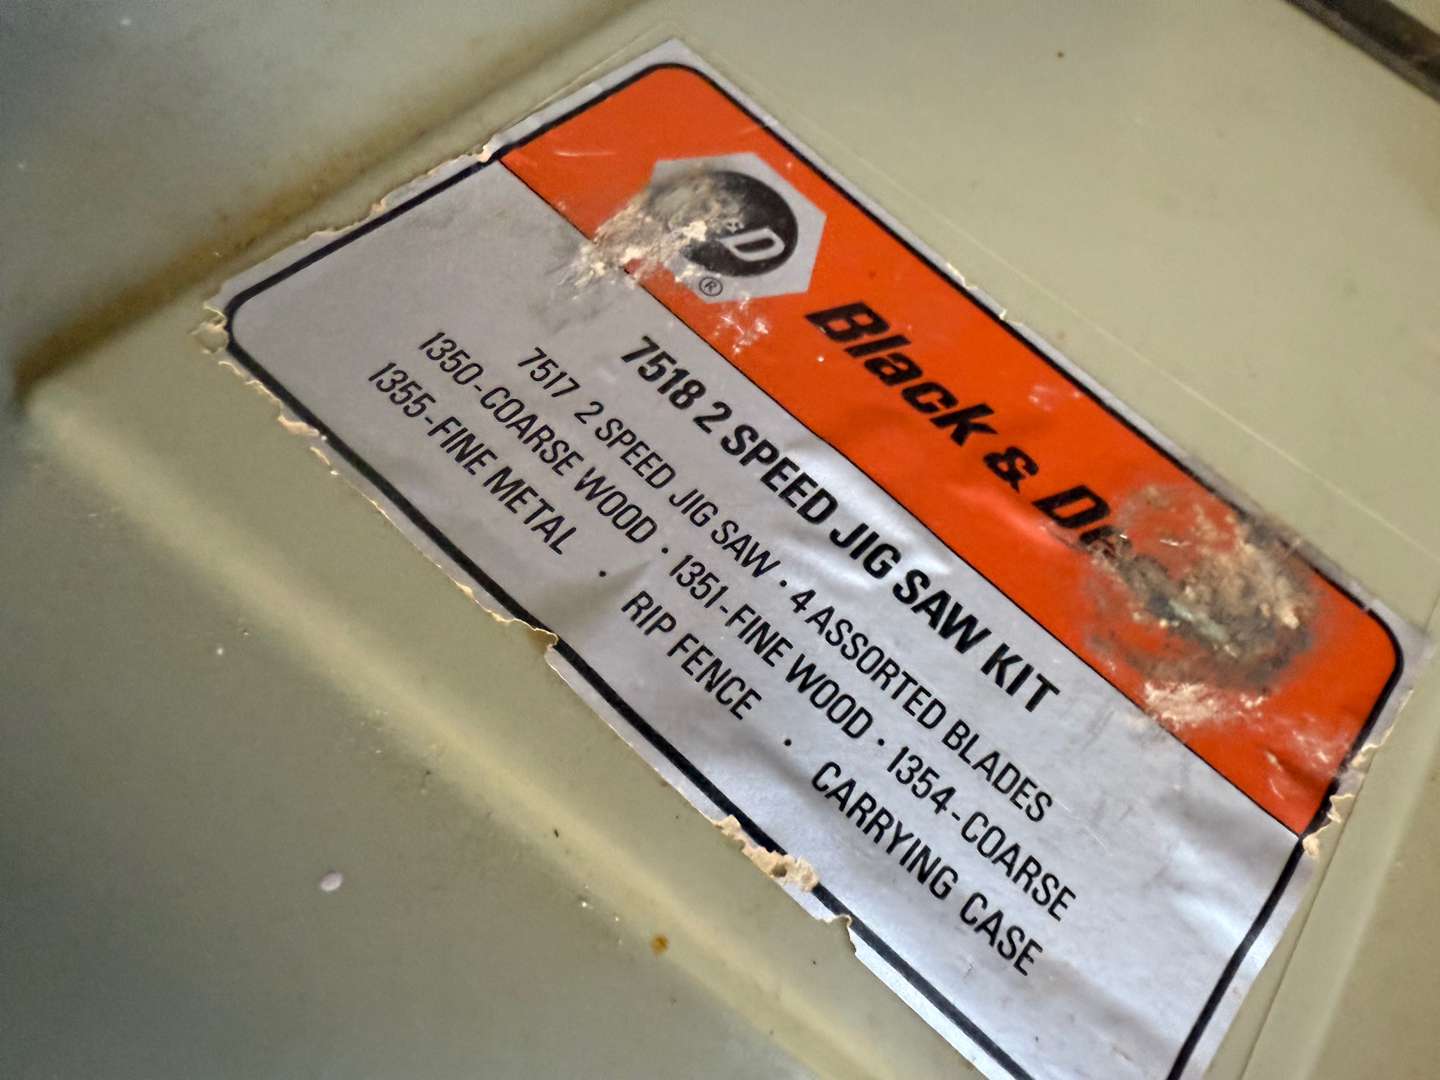 &D
®
Black & De
7518 2 SPEED JIG SAW KIT
7517 2 SPEED JIG SAW · 4 ASSORTED BLADES
1350-COARSE WOOD · 1351-FINE WOOD · 1354-COARSE
1355-FINE METAL · RIP FENCE · CARRYING CASE